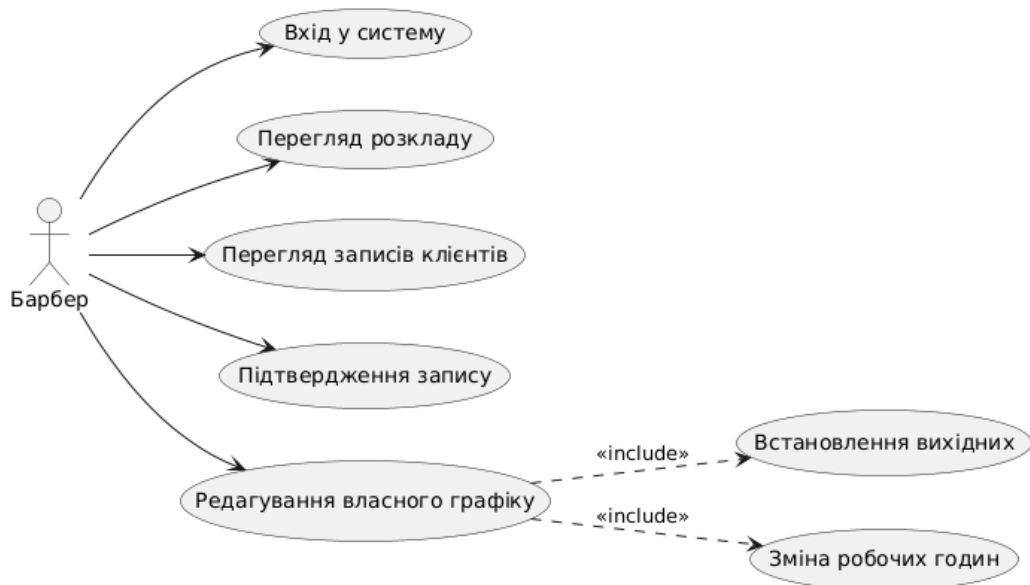 Вхід у систему
Перегляд розкладу
Перегляд записів клієнтів
Барбер
Підтвердження запису
Редагування власного графіку
«include»
Встановлення вихідних
«include»
Зміна робочих годин